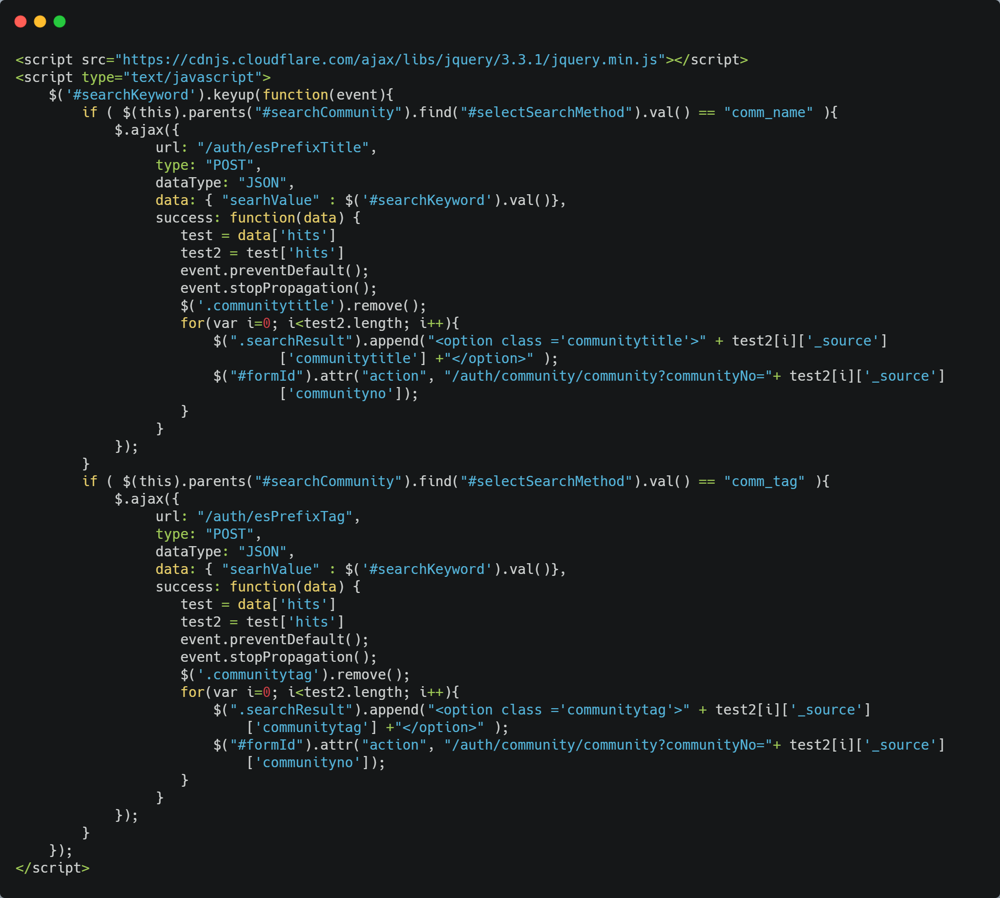 <script src="https://cdnjs.cloudflare.com/ajax/libs/jquery/3.3.1/jquery.min.js"></script>
<script type="text/javascript">
    $('#searchKeyword').keyup(function(event){
        if ( $(this).parents("#searchCommunity").find("#selectSearchMethod").val() == "comm_name" ){
            $.ajax({
                 url: "/auth/esPrefixTitle",
                 type: "POST",
                 dataType: "JSON",
                 data: { "searhValue" : $('#searchKeyword').val()},
                 success: function(data) {
                    test = data['hits']
                    test2 = test['hits']
                    event.preventDefault();
                    event.stopPropagation();
                    $('.communitytitle').remove();
                    for(var i=0; i<test2.length; i++){
                        $(".searchResult").append("<option class ='communitytitle'>" + test2[i]['_source']
                                ['communitytitle'] +"</option>" );
                        $("#formId").attr("action", "/auth/community/community?communityNo="+ test2[i]['_source']
                                ['communityno']);
                    }
                 }
            });
        }
        if ( $(this).parents("#searchCommunity").find("#selectSearchMethod").val() == "comm_tag" ){
            $.ajax({
                 url: "/auth/esPrefixTag",
                 type: "POST",
                 dataType: "JSON",
                 data: { "searhValue" : $('#searchKeyword').val()},
                 success: function(data) {
                    test = data['hits']
                    test2 = test['hits']
                    event.preventDefault();
                    event.stopPropagation();
                    $('.communitytag').remove();
                    for(var i=0; i<test2.length; i++){
                        $(".searchResult").append("<option class ='communitytag'>" + test2[i]['_source']
                            ['communitytag'] +"</option>" );
                        $("#formId").attr("action", "/auth/community/community?communityNo="+ test2[i]['_source']
                            ['communityno']);
                    }
                 }
            });
        }
    });
</script>